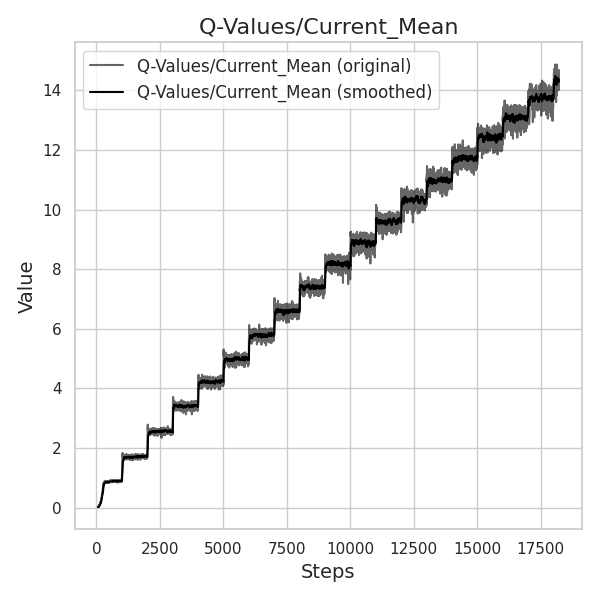 Q-Values/Current_Mean
Q-Values/Current_Mean (original)
Q-Values/Current_Mean (smoothed)
Value
14
12
10
8
6
4
2
0
0 2500 5000 7500 10000 12500 15000 17500
Steps